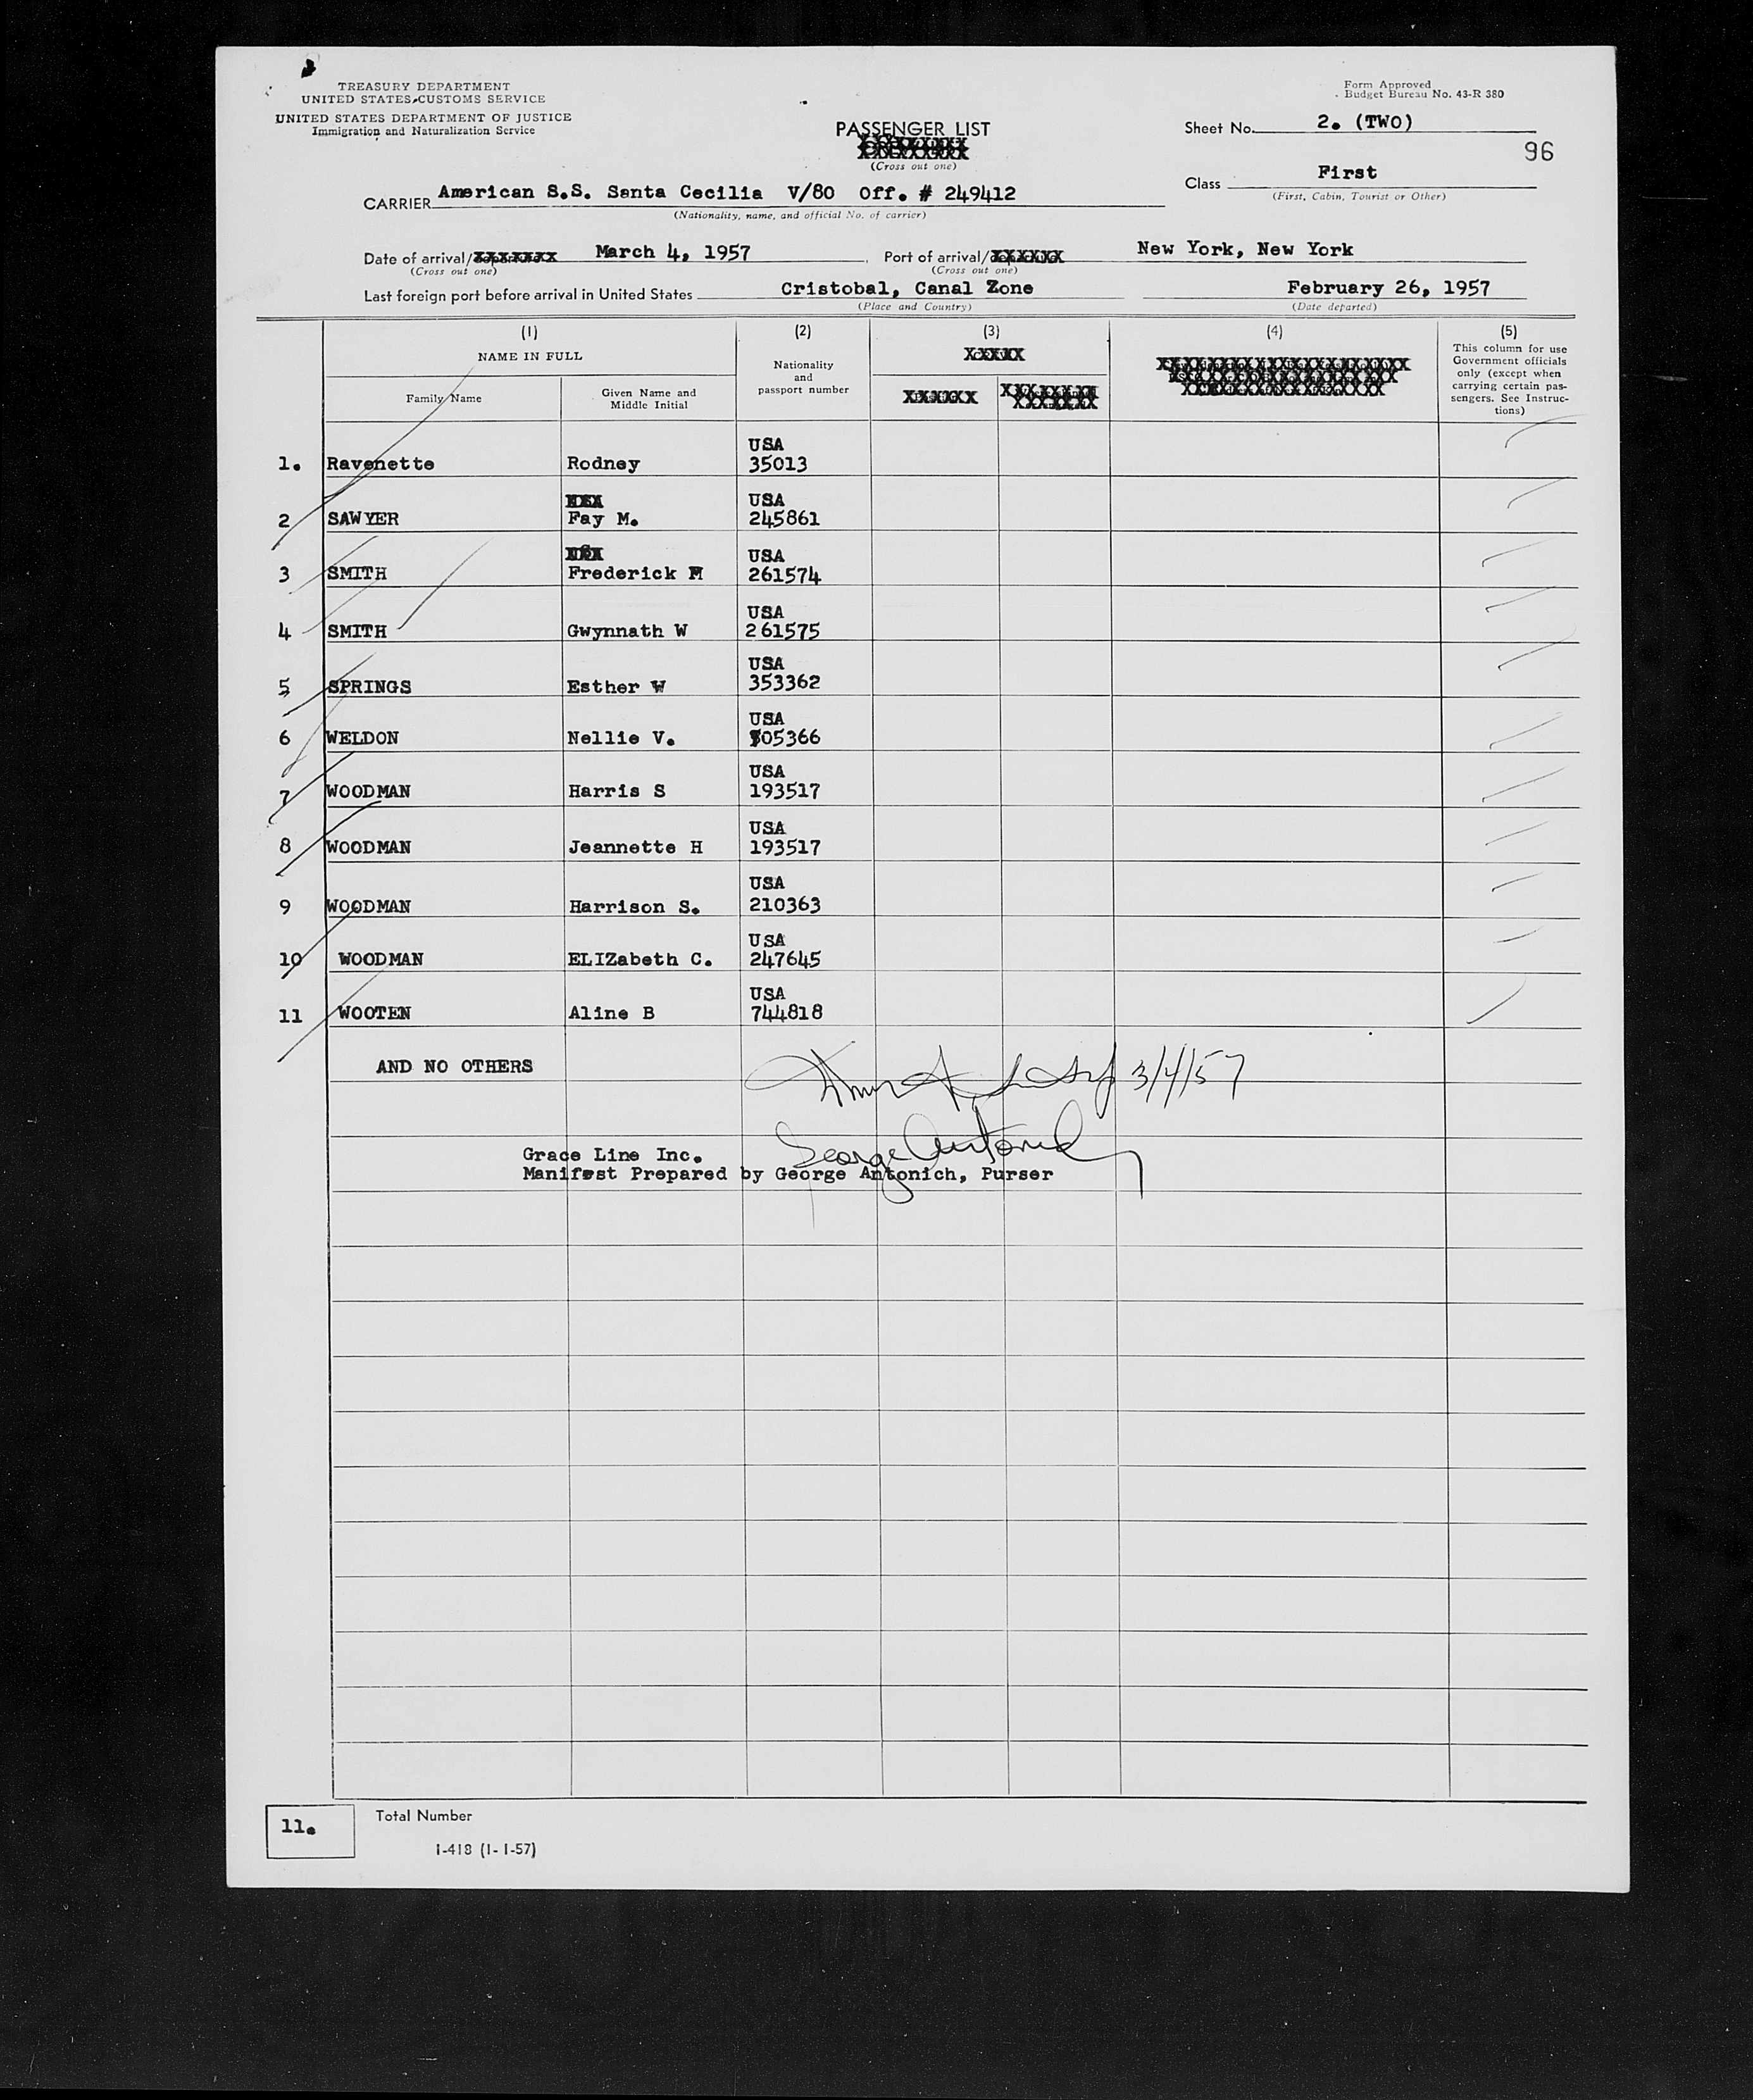 TREASURY DEPARTMENT
UNITED STATES CUSTOMS SERVICE
UNITED STATES DEPARTMENT OF JUSTICE
Immigration and Naturalization Service
Form Approved
Budget Bureau No. 43-R 380
PASSENGER LIST
(Cross out one)
Sheet No. 2. (TWO)
96
Class First
(First, Cabin, Tourist or Other)
CARRIER American S.S. Santa Cecilia V/80 Off. # 249412
(Nationality, name, and official No. of carrier)
Date of arrival/ March 4, 1957 Port of arrival/ New York, New York
(Cross out one) (Cross out one)
Last foreign port before arrival in United States Cristobal, Canal Zone February 26, 1957
(Place and Country) (Date departed)
(1) (2) (3) (4) (5)
NAME IN FULL
Family Name
Given Name and
Middle Initial
Nationality
and
passport number
This column for use
Government officials
only (except when
carrying certain pas-
sengers. See Instruc-
tions)
USA
1. Ravenette Rodney 35013
USA
2 SAWYER Fay M. 245861
USA
3 SMITH Frederick M 261574
USA
4 SMITH Gwynnath W 261575
USA
5 SPRINGS Esther W 353362
USA
6 WELDON Nellie V. 05366
USA
7 WOODMAN Harris S 193517
USA
8 WOODMAN Jeannette H 193517
USA
9 WOODMAN Harrison S. 210363
USA
10 WOODMAN ELIZabeth C. 247645
USA
11 WOOTEN Aline B 744818
AND NO OTHERS
3/4/57
George Antonich
Grace Line Inc.
Manifest Prepared by George Antonich, Purser
11. Total Number
I-418 (1-1-57)